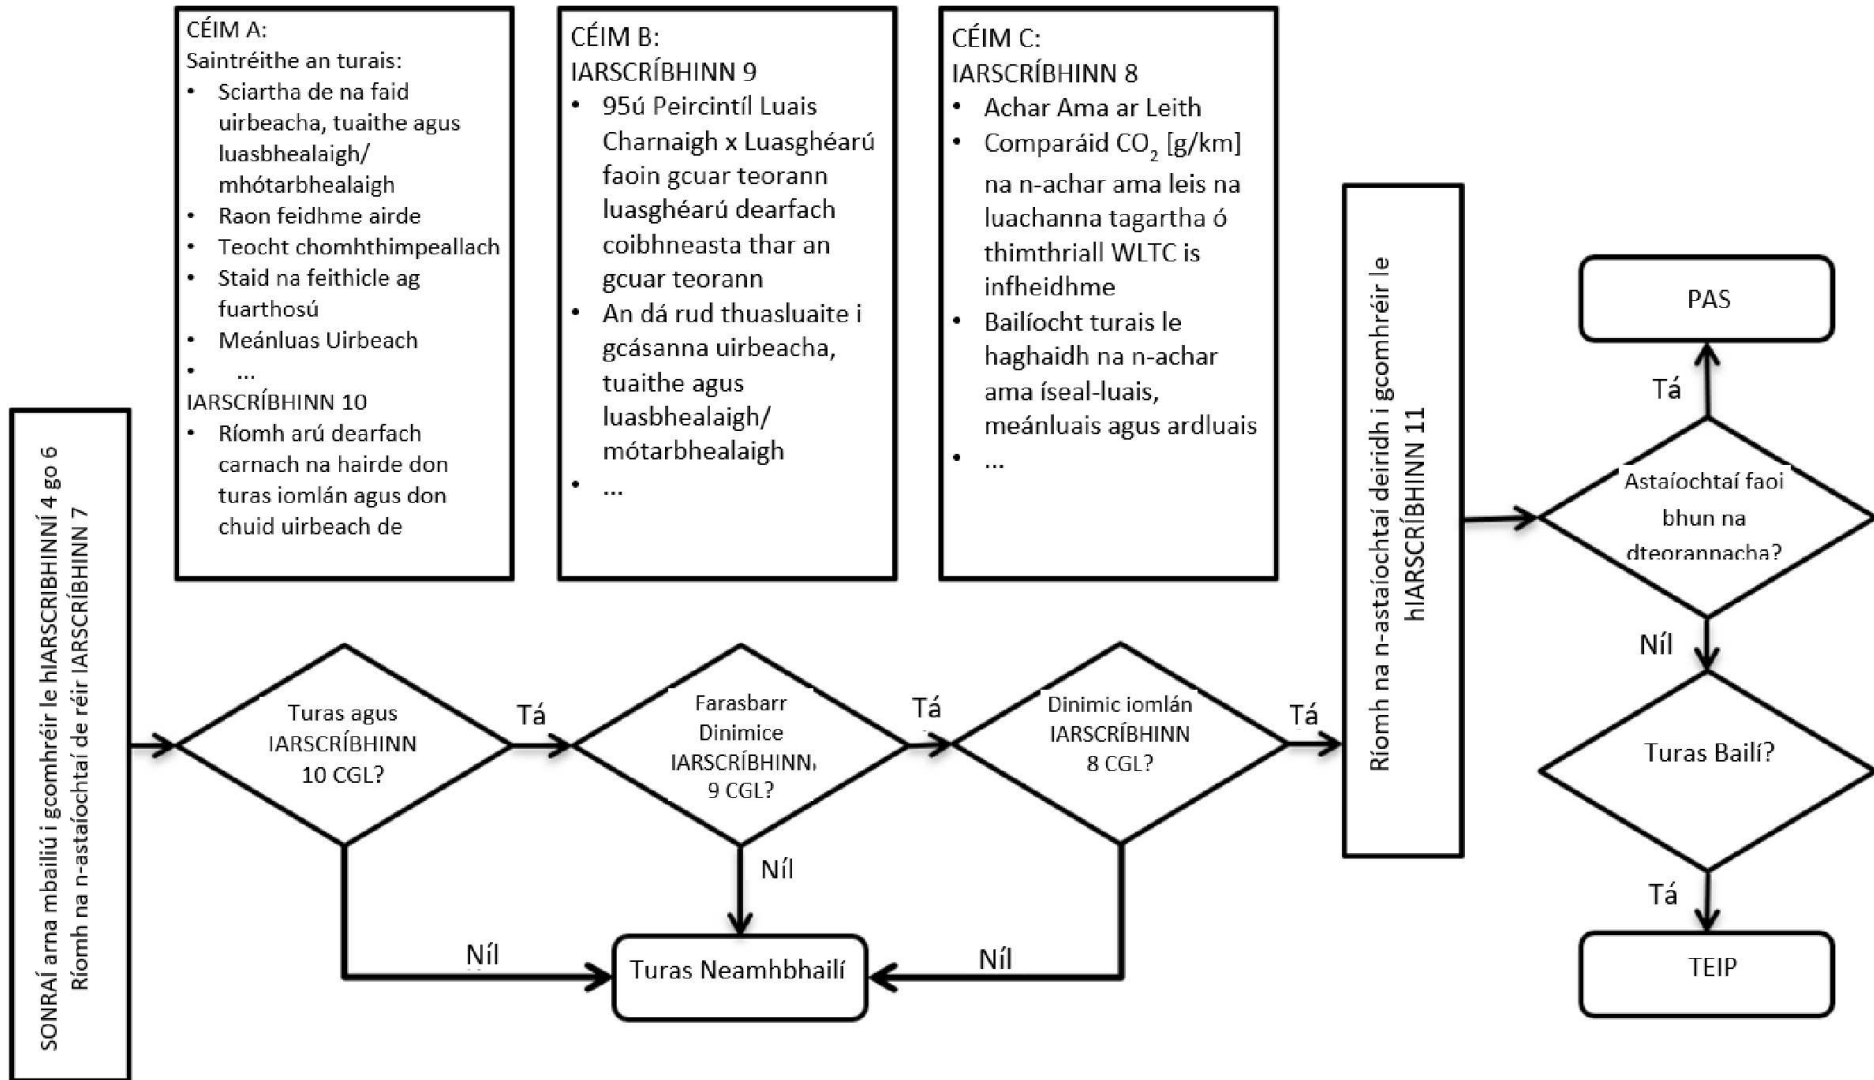 SONRAÍ arna mbailiú i gcomhréir le hIARSCRIBHINNÍ 4 go 6
Ríomh na n-astaíochtaí de réir IARSCRÍBHINN 7
CÉIM A:
Saintréithe an turais:
• Sciartha de na faid
uirbeacha, tuaithe agus
luasbhealaigh/
mhótarbhealaigh
• Raon feidhme airde
• Teocht chomhthimpeallach
• Staid na feithicle ag
fuarthosú
• Meánluas Uirbeach
• ...
IARSCRÍBHINN 10
• Ríomh arú dearfach
carnach na hairde don
turas iomlán agus don
chuid uirbeach de
CÉIM B:
IARSCRÍBHINN 9
• 95ú Peircintíl Luais
Charnaigh x Luasghéarú
faoin gcuar teorann
luasghéarú dearfach
coibhneasta thar an
gcuar teorann
• An dá rud thuasluaite i
gcásanna uirbeacha,
tuaithe agus
luasbhealaigh/
mótarbhealaigh
• ...
CÉIM C:
IARSCRÍBHINN 8
• Achar Ama ar Leith
• Comparáid CO₂ [g/km]
na n-achar ama leis na
luachanna tagartha ó
thimthriall WLTC is
infheidhme
• Bailíocht turais le
haghaidh na n-achar
ama íseal-luais,
meánluais agus ardluais
• ...
Turas agus
IARSCRÍBHINN
10 CGL?
Tá
Níl
Farasbarr
Dinimice
IARSCRÍBHINN
9 CGL?
Tá
Níl
Dinimic iomlán
IARSCRÍBHINN
8 CGL?
Tá
Níl
Turas Neamhbhailí
Ríomh na n-astaíochtaí deiridh i gcomhréir le
hIARSCRÍBHINN 11
PAS
Tá
Astaíochtaí faoi
bhun na
dteorannacha?
Níl
Turas Bailí?
Tá
TEIP